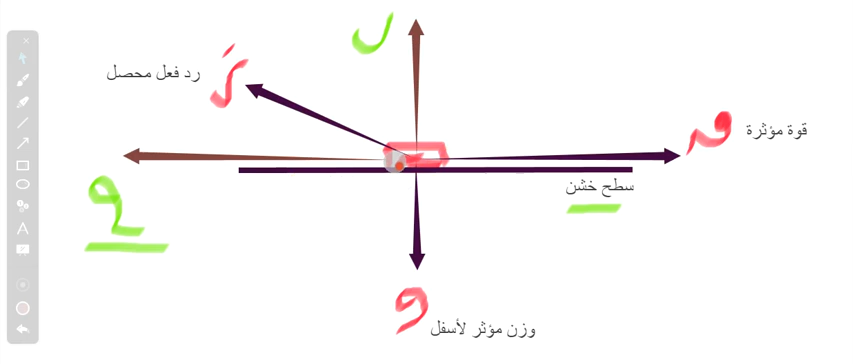 رد فعل محصل
رَ
قوة مؤثرة
سطح خشن
و
وزن مؤثر لأسفل
A